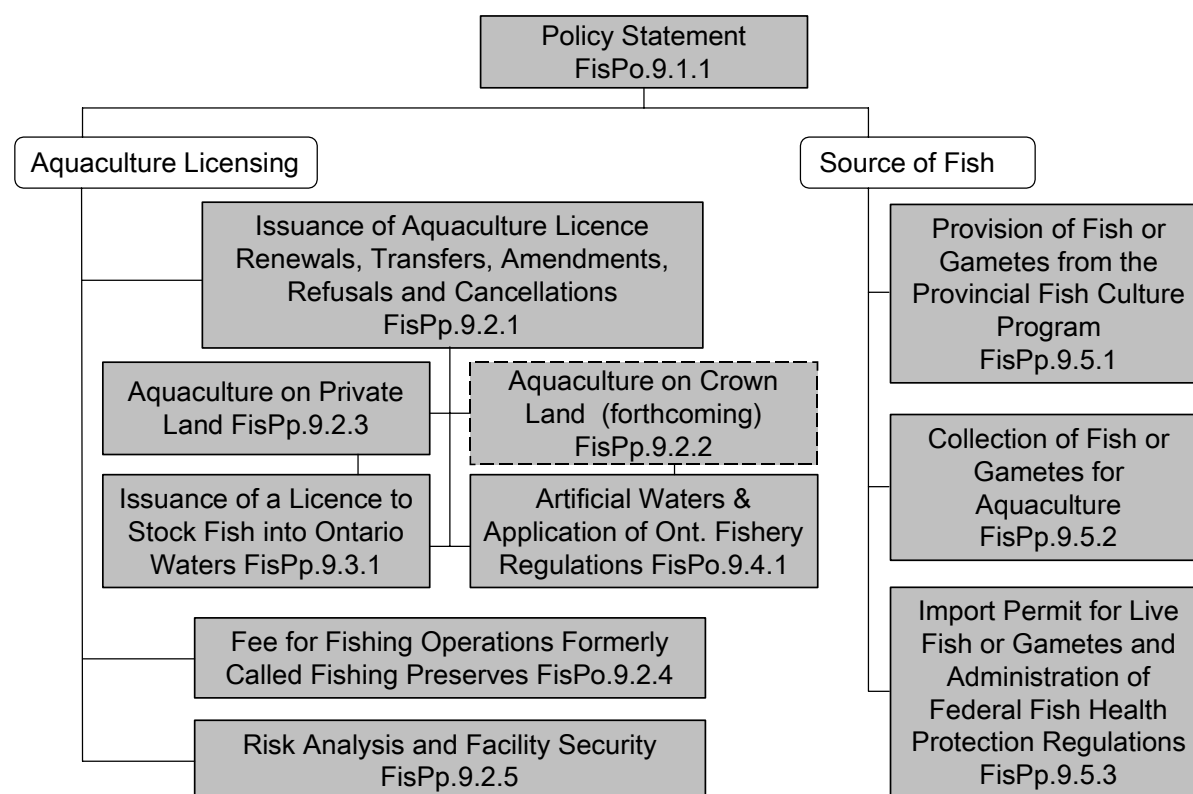 Policy Statement
FisPo.9.1.1
Aquaculture Licensing
Source of Fish
Issuance of Aquaculture Licence
Renewals, Transfers, Amendments,
Refusals and Cancellations
FisPp.9.2.1
Aquaculture on Private
Land FisPp.9.2.3
Aquaculture on Crown
Land (forthcoming)
FisPp.9.2.2
Issuance of a Licence to
Stock Fish into Ontario
Waters FisPp.9.3.1
Artificial Waters &
Application of Ont. Fishery
Regulations FisPo.9.4.1
Fee for Fishing Operations Formerly
Called Fishing Preserves FisPo.9.2.4
Risk Analysis and Facility Security
FisPp.9.2.5
Provision of Fish or
Gametes from the
Provincial Fish Culture
Program
FisPp.9.5.1
Collection of Fish or
Gametes for
Aquaculture
FisPp.9.5.2
Import Permit for Live
Fish or Gametes and
Administration of
Federal Fish Health
Protection Regulations
FisPp.9.5.3